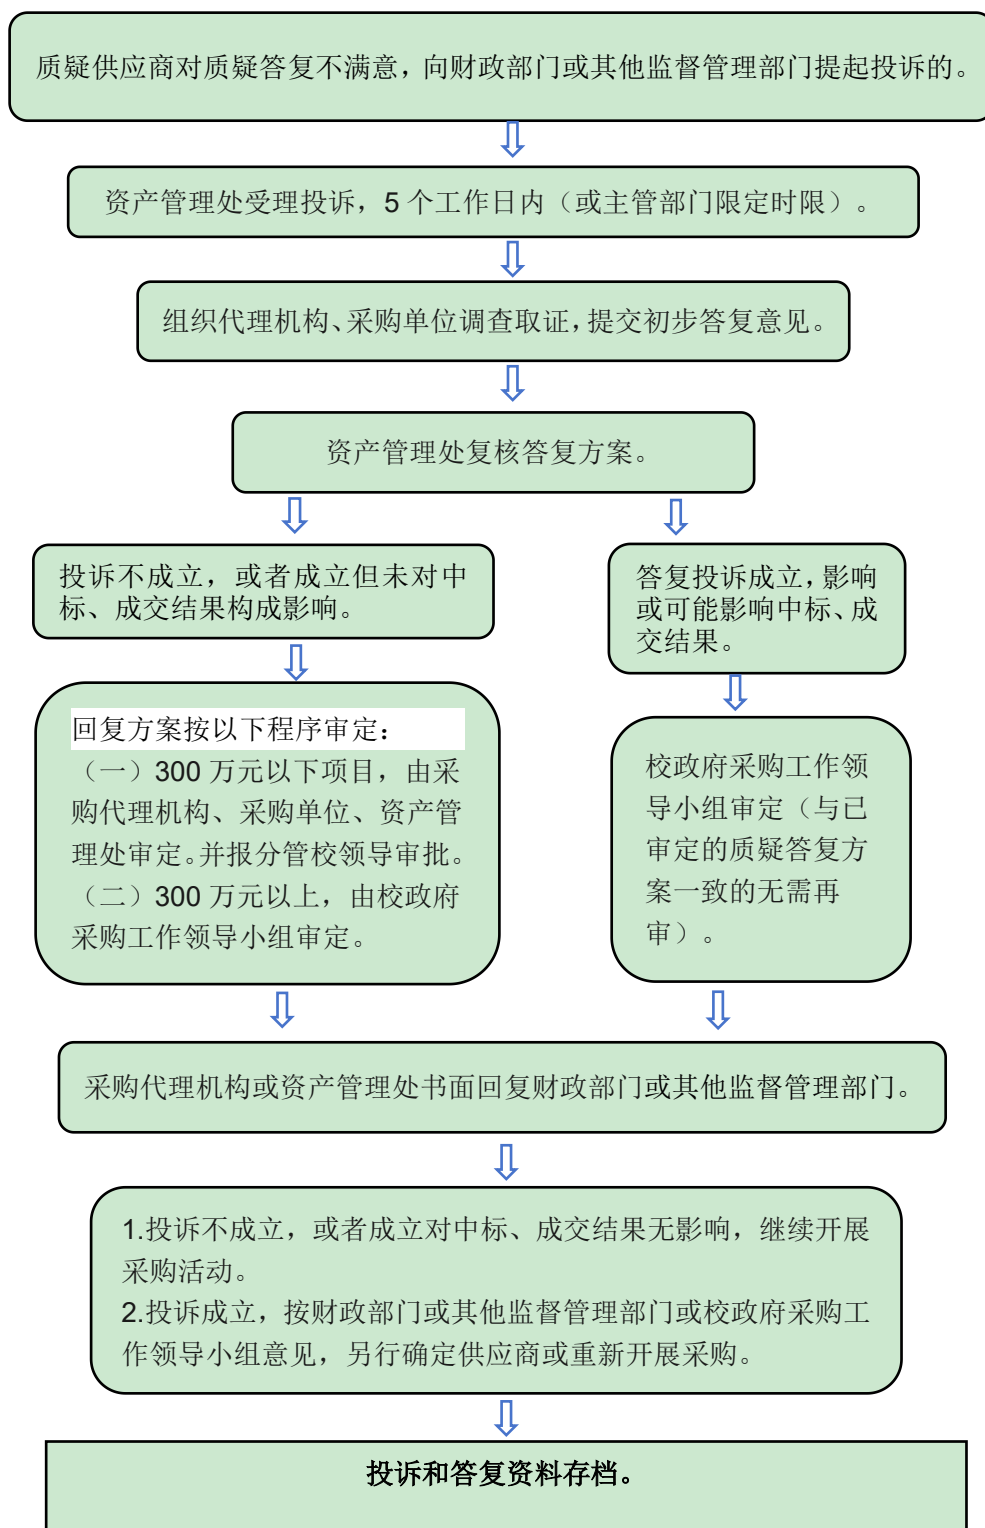 质疑供应商对质疑答复不满意，向财政部门或其他监督管理部门提起投诉的。
资产管理处受理投诉，5 个工作日内（或主管部门限定时限）。
组织代理机构、采购单位调查取证，提交初步答复意见。
资产管理处复核答复方案。
投诉不成立，或者成立但未对中
标、成交结果构成影响。
答复投诉成立，影响
或可能影响中标、成
交结果。
回复方案按以下程序审定：
（一）300 万元以下项目，由采
购代理机构、采购单位、资产管
理处审定。并报分管校领导审批。
（二）300 万元以上，由校政府
采购工作领导小组审定。
校政府采购工作领
导小组审定（与已
审定的质疑答复方
案一致的无需再
审）。
采购代理机构或资产管理处书面回复财政部门或其他监督管理部门。
1.投诉不成立，或者成立对中标、成交结果无影响，继续开展
采购活动。
2.投诉成立，按财政部门或其他监督管理部门或校政府采购工
作领导小组意见，另行确定供应商或重新开展采购。
投诉和答复资料存档。